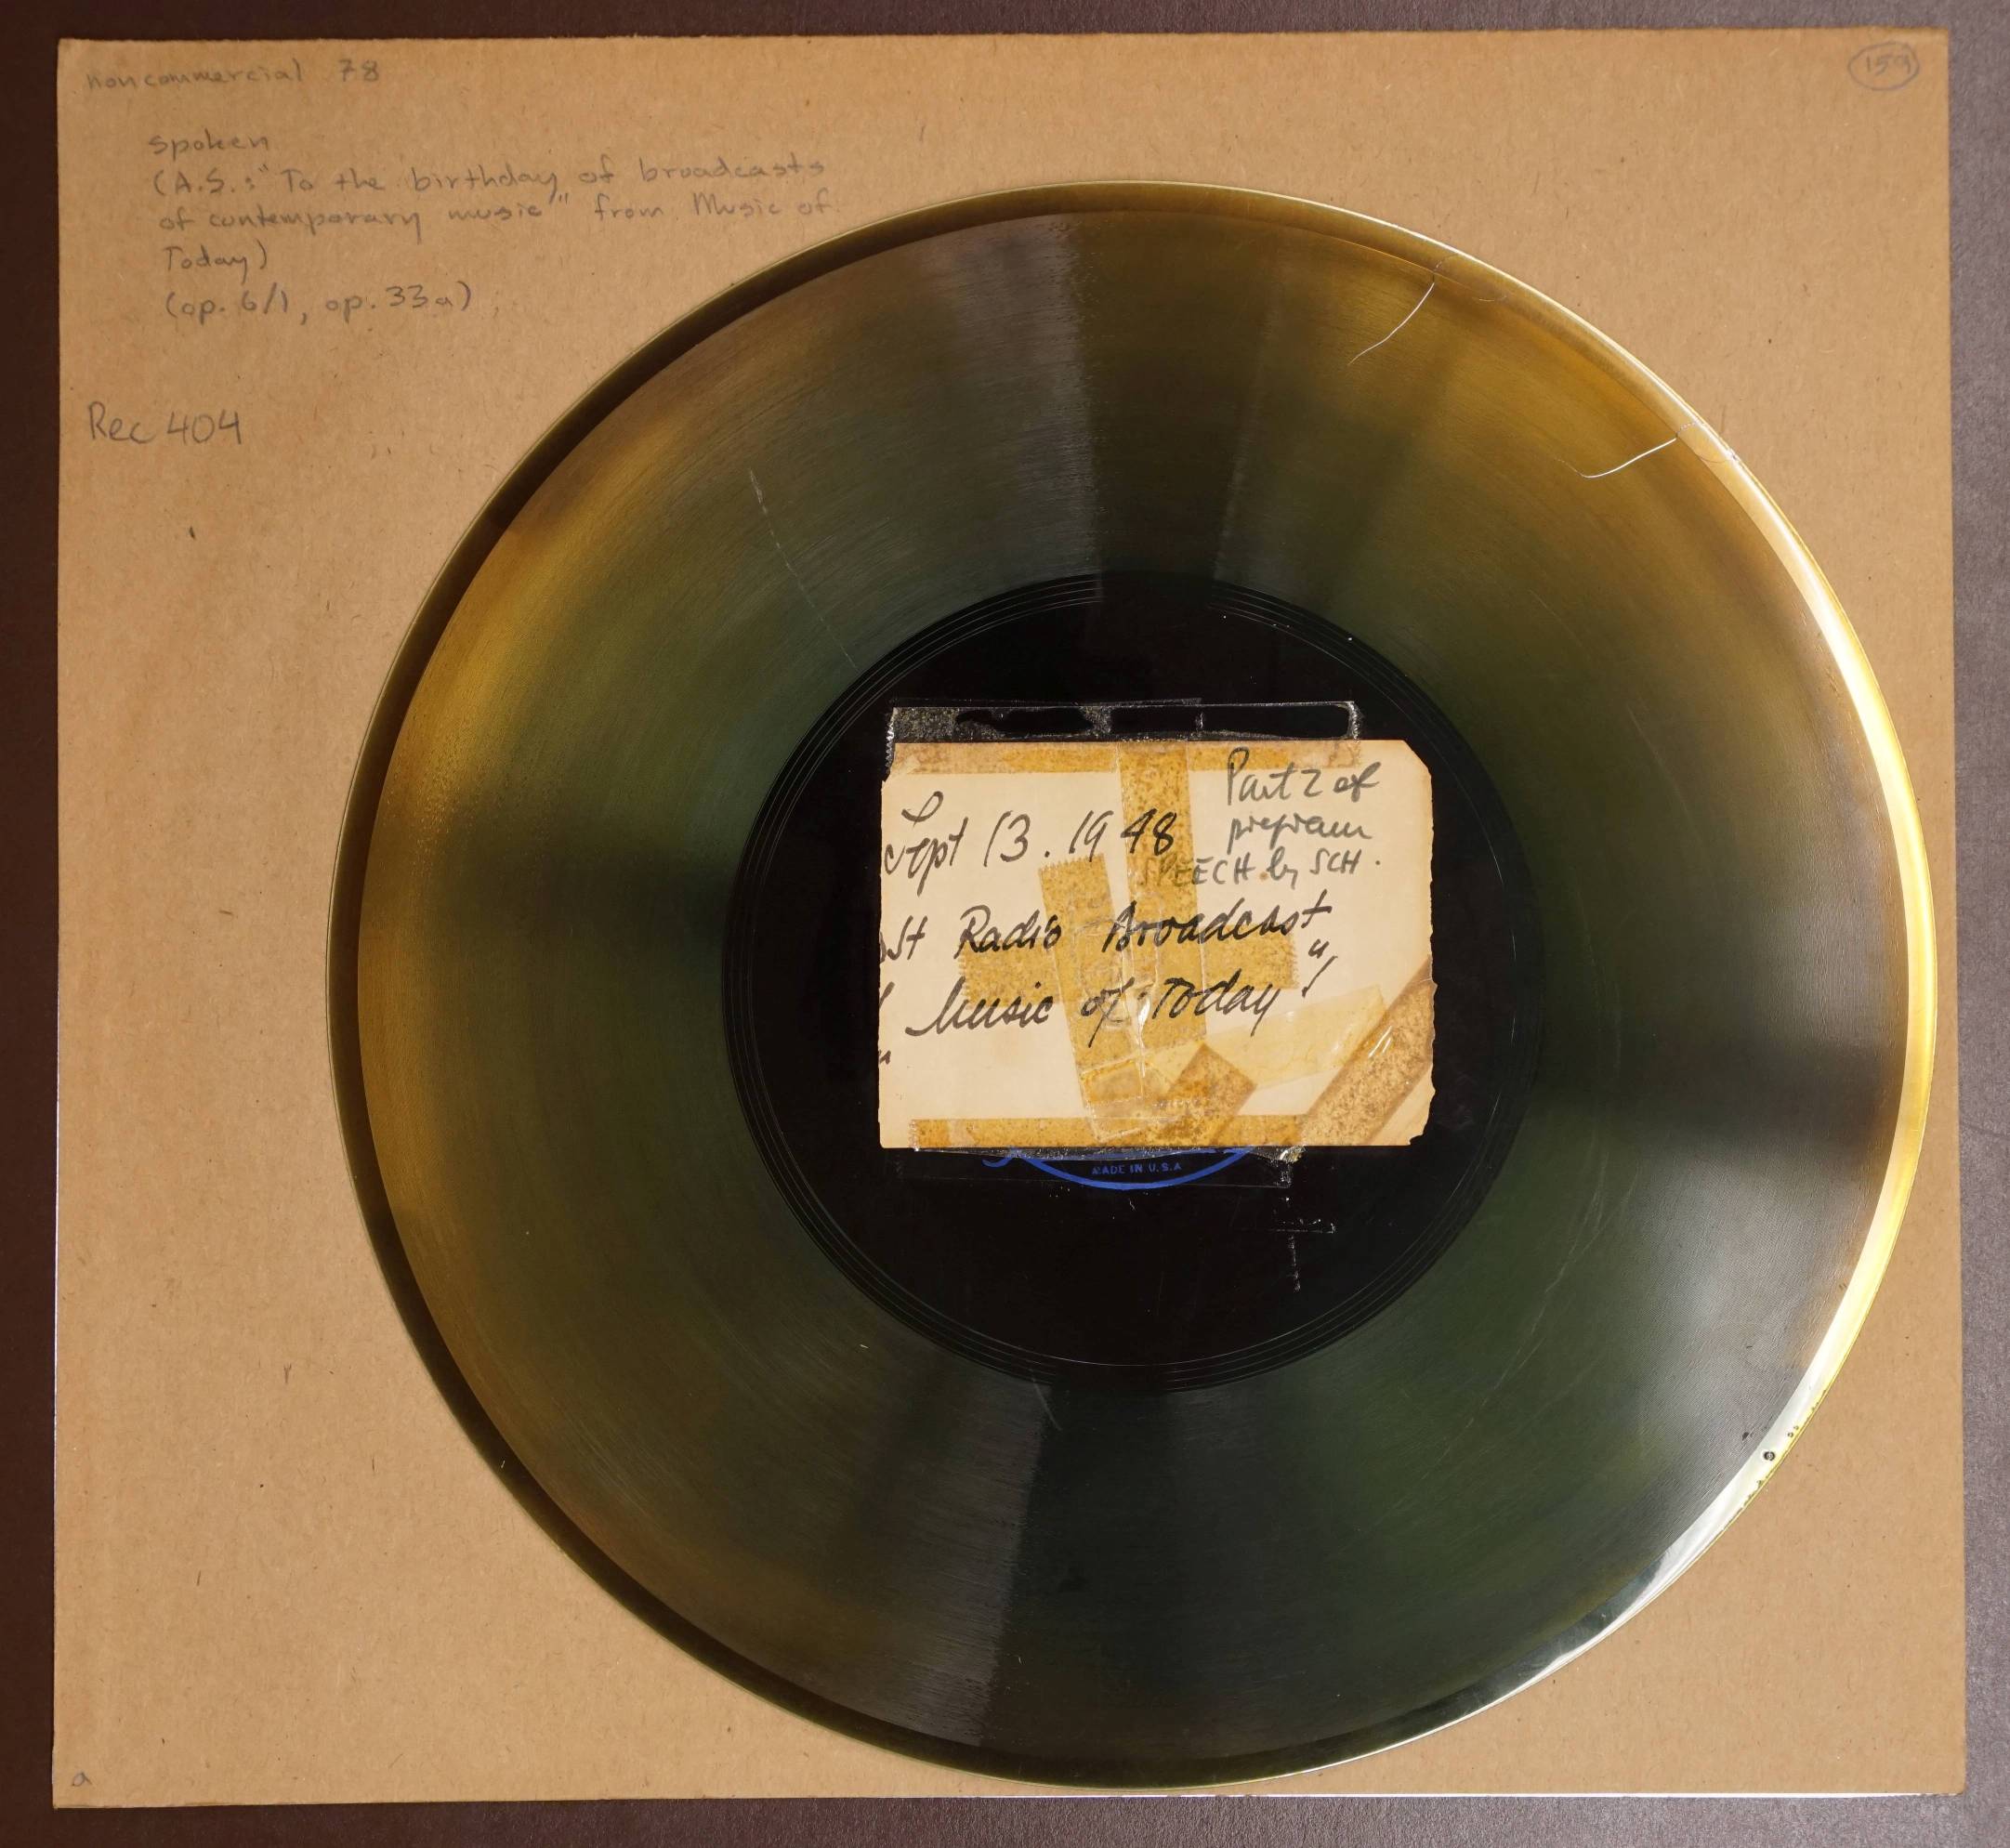 noncommercial 78
159
spoken
(A.S.: "To the birthday of broadcasts
of contemporary music" from Music of
Today)
(op. 6/1, op. 33a)
Rec 404
Part 2 of
program
SPEECH by SCH.
Sept 13. 1948
st Radio Broadcast
"
Music of Today"!
"
MADE IN U.S.A
a